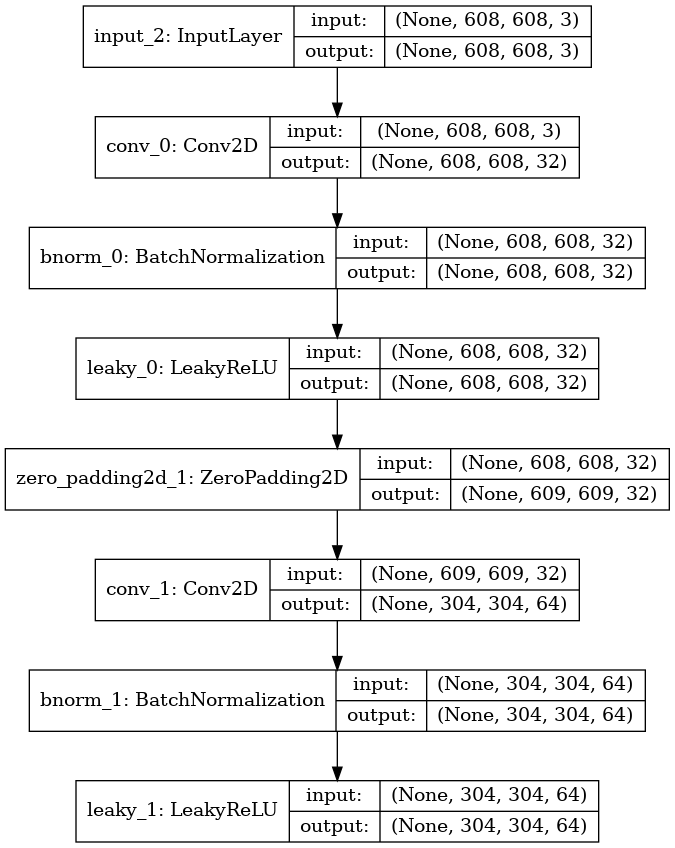 input_2: InputLayer
input: (None, 608, 608, 3)
output: (None, 608, 608, 3)
conv_0: Conv2D
input: (None, 608, 608, 3)
output: (None, 608, 608, 32)
bnorm_0: BatchNormalization
input: (None, 608, 608, 32)
output: (None, 608, 608, 32)
leaky_0: LeakyReLU
input: (None, 608, 608, 32)
output: (None, 608, 608, 32)
zero_padding2d_1: ZeroPadding2D
input: (None, 608, 608, 32)
output: (None, 609, 609, 32)
conv_1: Conv2D
input: (None, 609, 609, 32)
output: (None, 304, 304, 64)
bnorm_1: BatchNormalization
input: (None, 304, 304, 64)
output: (None, 304, 304, 64)
leaky_1: LeakyReLU
input: (None, 304, 304, 64)
output: (None, 304, 304, 64)